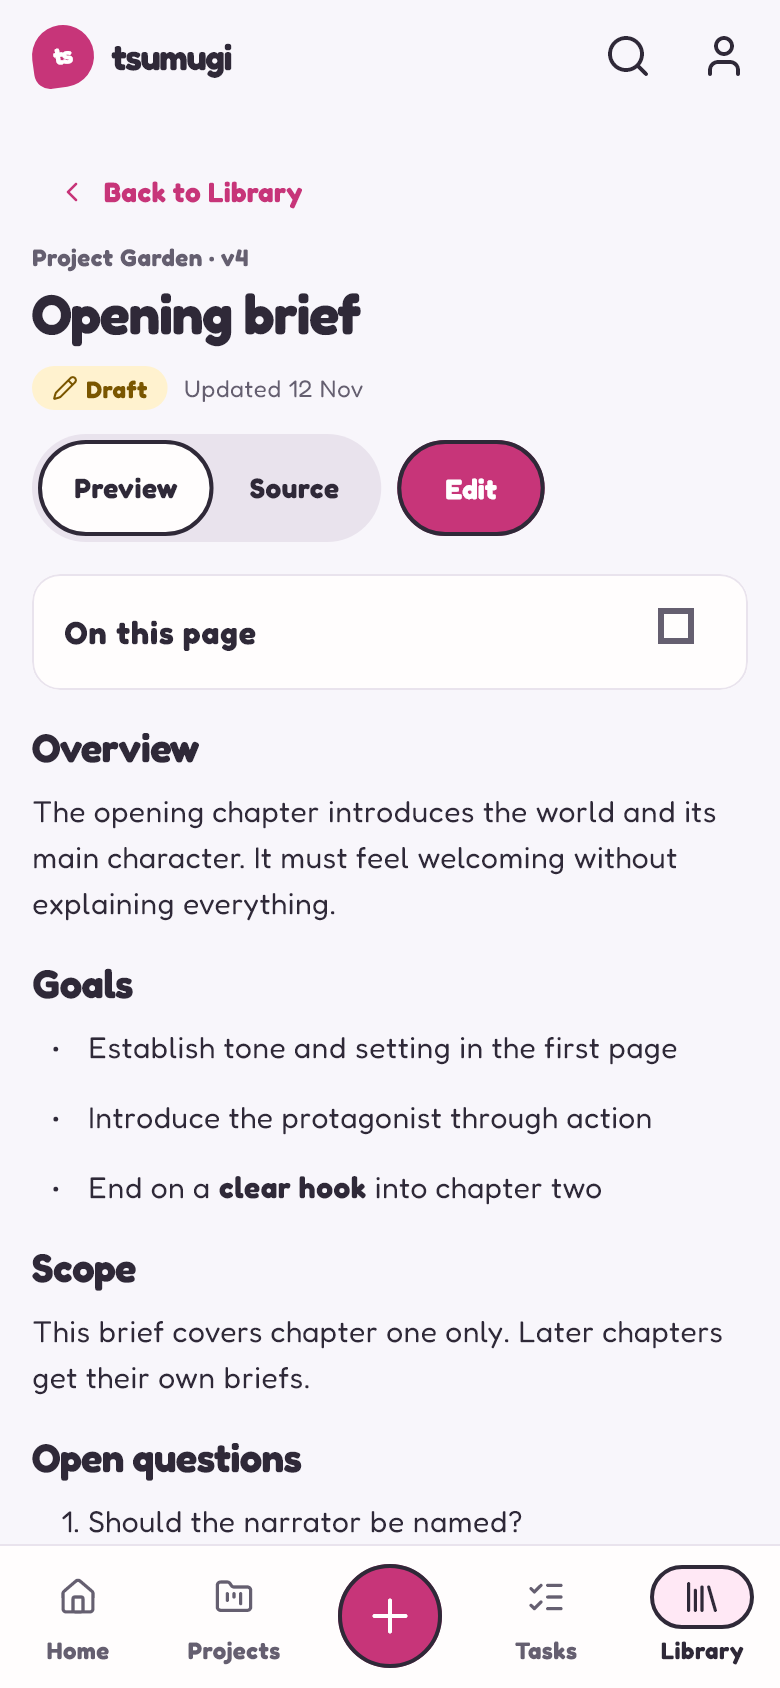 ts tsumugi
Back to Library
Project Garden · v4
Opening brief
Draft Updated 12 Nov
Preview Source Edit
On this page
Overview
The opening chapter introduces the world and its
main character. It must feel welcoming without
explaining everything.
Goals
· Establish tone and setting in the first page
· Introduce the protagonist through action
· End on a clear hook into chapter two
Scope
This brief covers chapter one only. Later chapters
get their own briefs.
Open questions
1. Should the narrator be named?
Home Projects Tasks Library